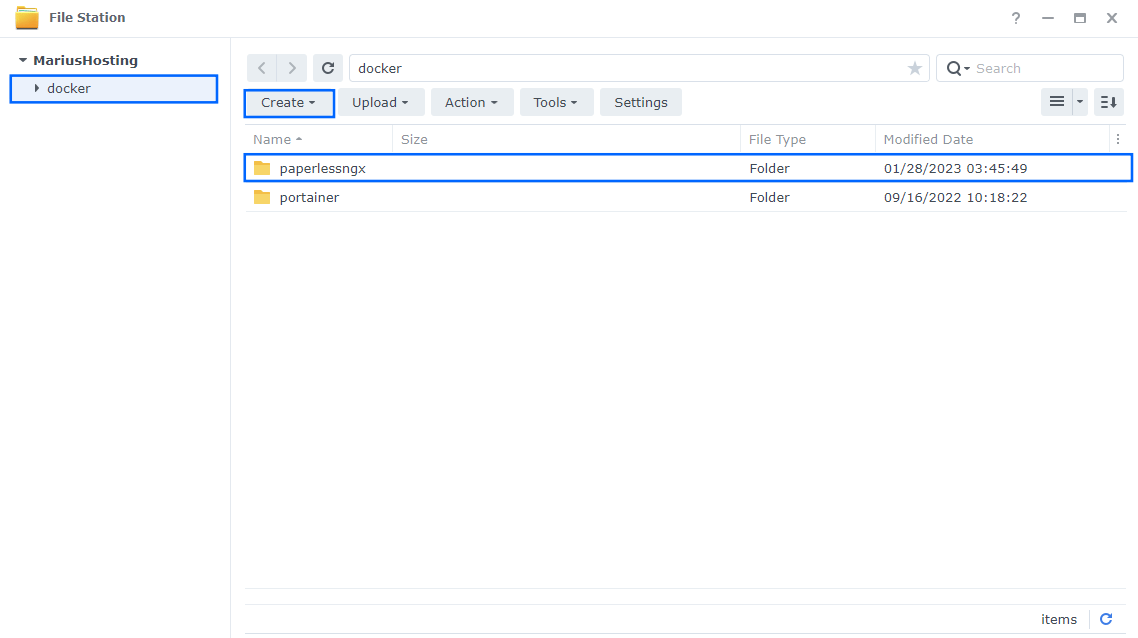 File Station
?
MariusHosting
docker
docker
Search
Create
Upload
Action
Tools
Settings
Name Size File Type Modified Date
paperlessngx Folder 01/28/2023 03:45:49
portainer Folder 09/16/2022 10:18:22
items